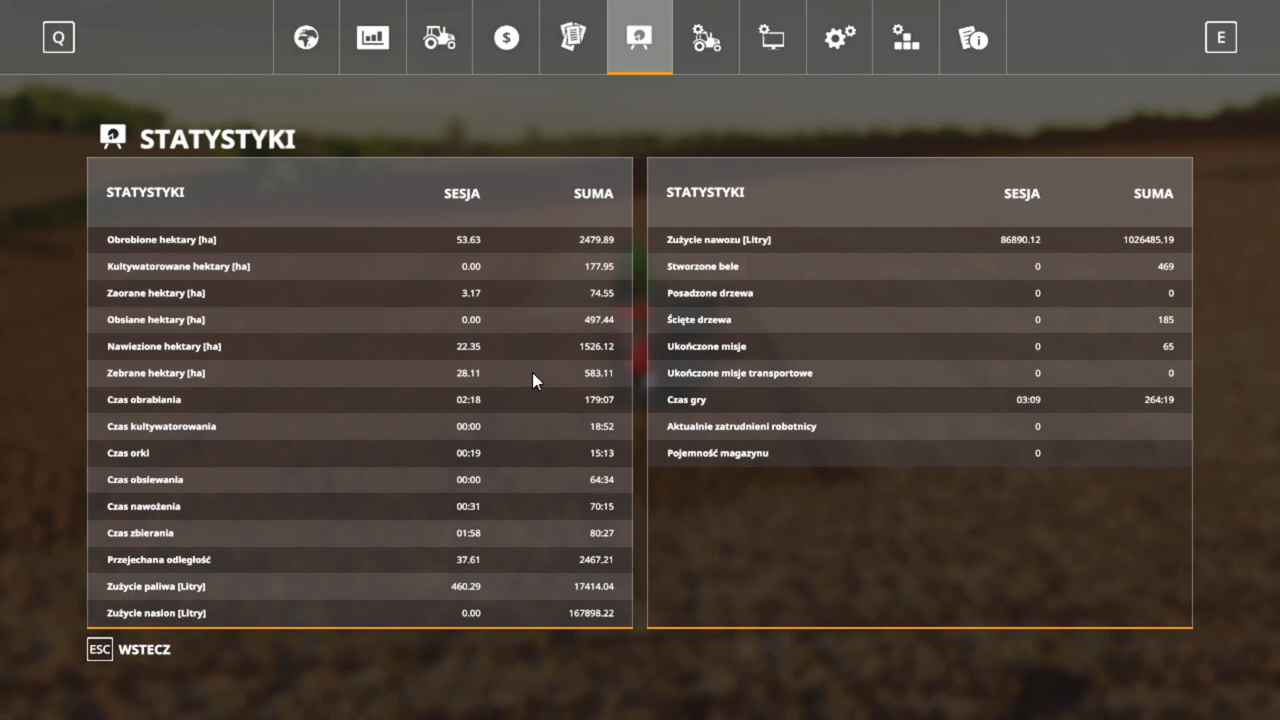 Q
E
STATYSTYKI
STATYSTYKI SESJA SUMA
Obrobione hektary [ha] 53.63 2479.89
Kultywatorowane hektary [ha] 0.00 177.95
Zaorane hektary [ha] 3.17 74.55
Obsiane hektary [ha] 0.00 497.44
Nawiezione hektary [ha] 22.35 1526.12
Zebrane hektary [ha] 28.11 583.11
Czas obrabiania 02:18 179:07
Czas kultywatorowania 00:00 18:52
Czas orki 00:19 15:13
Czas obsiewania 00:00 64:34
Czas nawożenia 00:31 70:15
Czas zbierania 01:58 80:27
Przejechana odległość 37.61 2467.21
Zużycie paliwa [Litry] 460.29 17414.04
Zużycie nasion [Litry] 0.00 167898.22
STATYSTYKI SESJA SUMA
Zużycie nawozu [Litry] 86890.12 1026485.19
Stworzone bele 0 469
Posadzone drzewa 0 0
Ścięte drzewa 0 185
Ukończone misje 0 65
Ukończone misje transportowe 0 0
Czas gry 03:09 264:19
Aktualnie zatrudnieni robotnicy 0
Pojemność magazynu 0
ESC WSTECZ